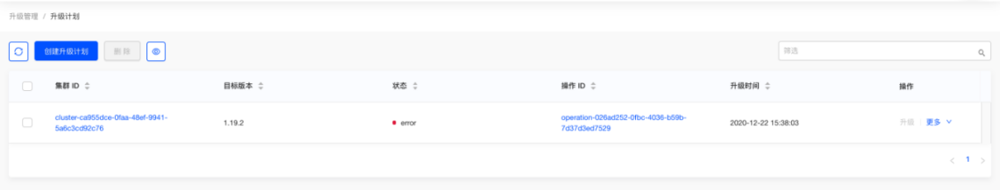 升级管理 / 升级计划
创建升级计划 删 除 筛选
集群 ID 目标版本 状态 操作 ID 升级时间 操作
cluster-ca955dce-0faa-48ef-9941-
5a6c3cd92c76
1.19.2
error
operation-026ad252-0fbc-4036-b59b-
7d37d3ed7529
2020-12-22 15:38:03
升级 更多
< 1 >